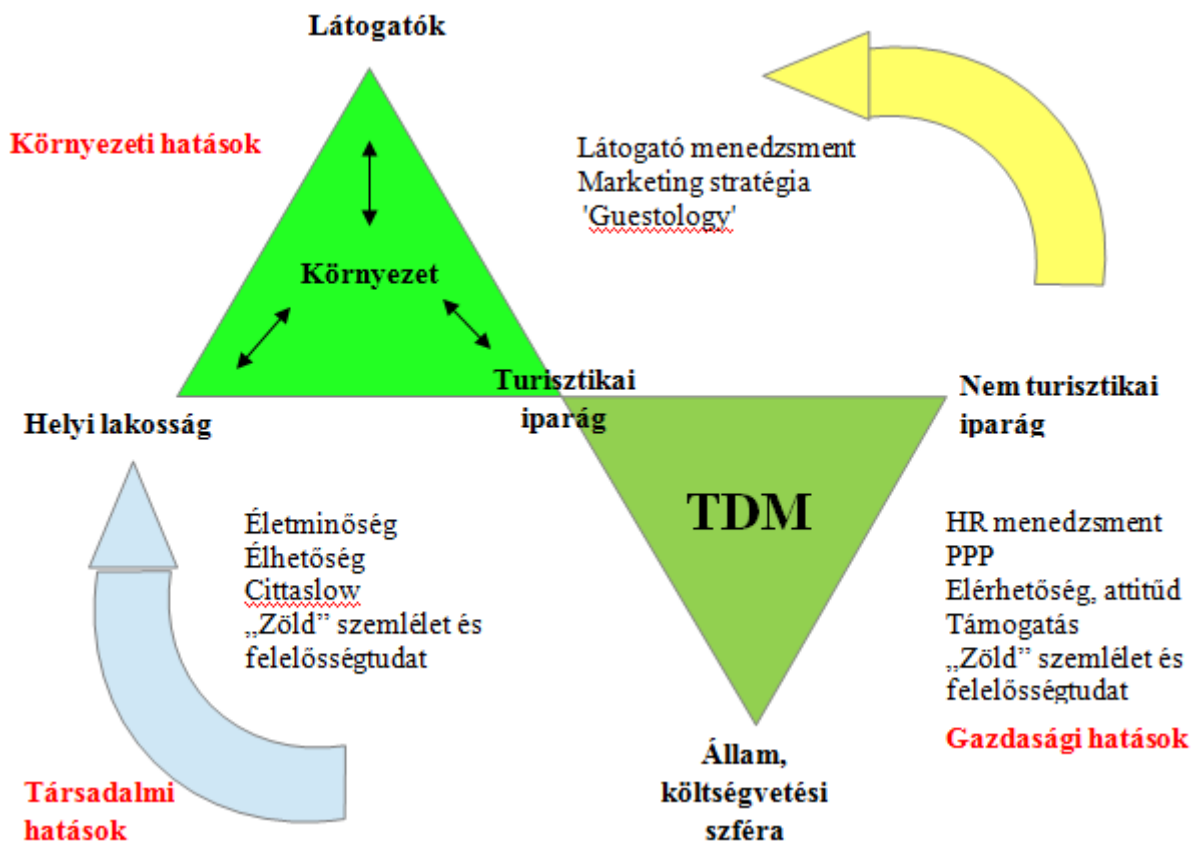 Látogatók
Környezeti hatások
Látogató menedzsment
Marketing stratégia
'Guestology'
Környezet
Turisztikai
iparág
Nem turisztikai
iparág
Helyi lakosság
TDM
Életminőség
Élhetőség
Cittaslow
„Zöld” szemlélet és
felelősségtudat
HR menedzsment
PPP
Elérhetőség, attitűd
Támogatás
„Zöld” szemlélet és
felelősségtudat
Gazdasági hatások
Állam,
költségvetési
szféra
Társadalmi
hatások